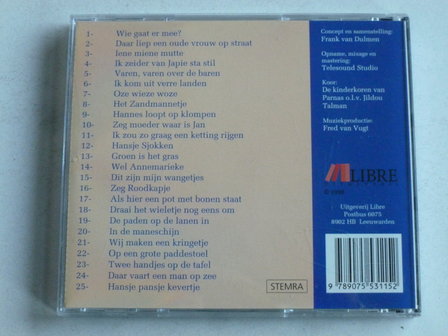 1- Wie gaat er mee?
2- Daar liep een oude vrouw op straat
3- Iene miene mutte
4- Ik zeider van Japie sta stil
5- Varen, varen over de baren
6- Ik kom uit verre landen
7- Oze wieze woze
8- Het Zandmannetje
9- Hannes loopt op klompen
10- Zeg moeder waar is Jan
11- Ik zou zo graag een ketting rijgen
12- Hansje Sjokken
13- Groen is het gras
14- Wel Annemarieke
15- Dit zijn mijn wangetjes
16- Zeg Roodkapje
17- Als hier een pot met bonen staat
18- Draai het wieletje nog eens om
19- De paden op de lanen in
20- In de maneschijn
21- Wij maken een kringetje
22- Op een grote paddestoel
23- Twee handjes op de tafel
24- Daar vaart een man op zee
25- Hansje pansje kevertje
STEMRA
Concept en samenstelling:
Frank van Dulmen
Opname, mixage en
mastering:
Telesound Studio
Koor:
De kinderkoren van
Parnas o.l.v. Jildou
Talman
Muziekproductie:
Fred van Vugt
LIBRE
Uitgeverij Libre
Postbus 6075
8902 HB Leeuwarden
9 789075 531152